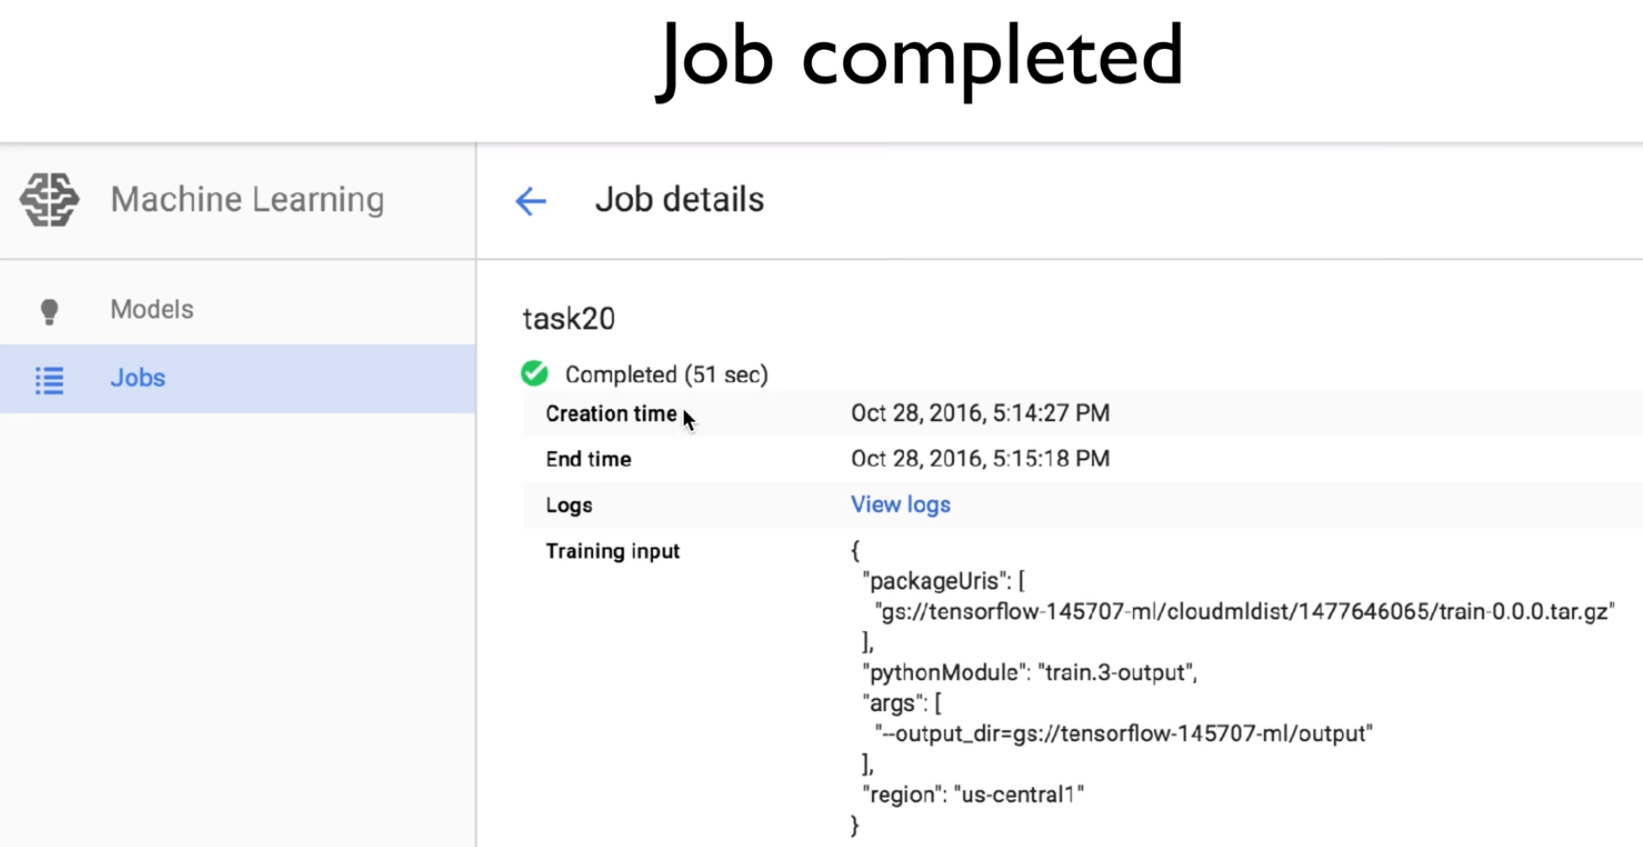 Job completed
Machine Learning
Job details
Models
Jobs
task20
Completed (51 sec)
Creation time Oct 28, 2016, 5:14:27 PM
End time Oct 28, 2016, 5:15:18 PM
Logs View logs
Training input {
"packageUris": [
"gs://tensorflow-145707-ml/cloudmldist/1477646065/train-0.0.0.tar.gz"
],
"pythonModule": "train.3-output",
"args": [
"--output_dir=gs://tensorflow-145707-ml/output"
],
"region": "us-central1"
}